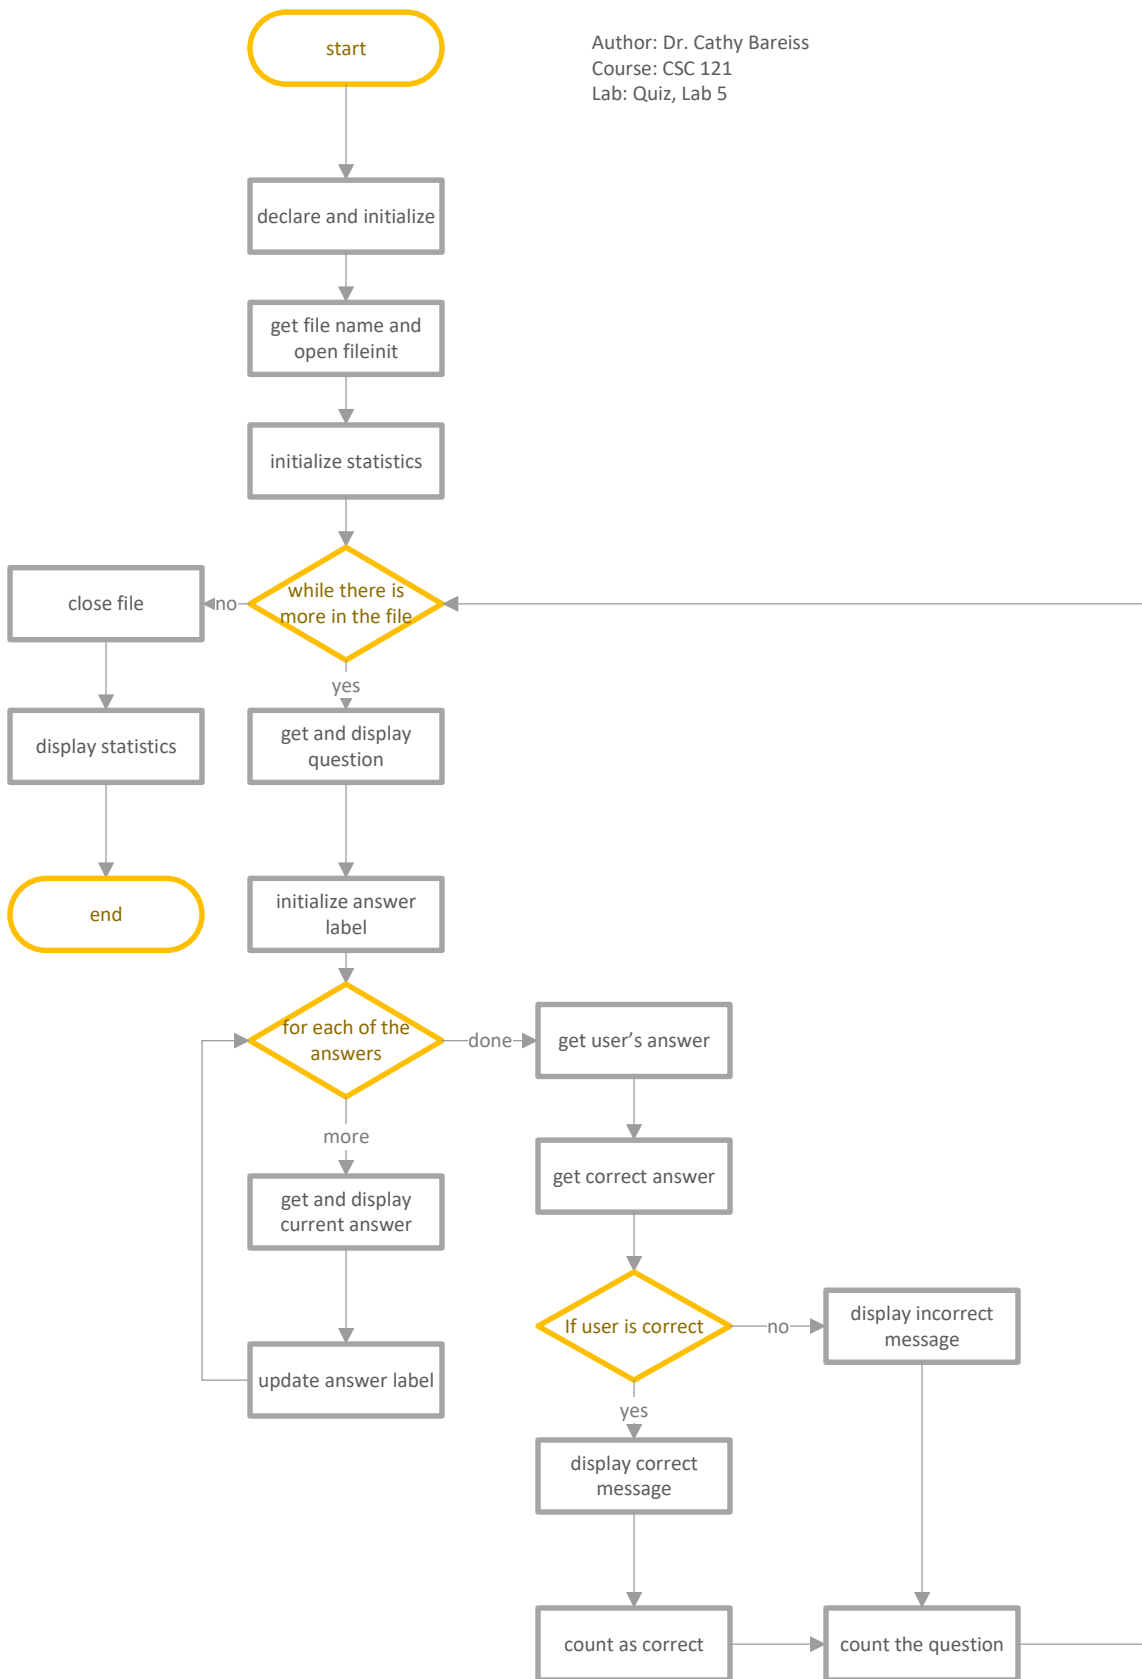 start
Author: Dr. Cathy Bareiss
Course: CSC 121
Lab: Quiz, Lab 5
declare and initialize
get file name and
open fileinit
initialize statistics
while there is
more in the file
no
close file
yes
get and display
question
display statistics
initialize answer
label
end
for each of the
answers
done
get user’s answer
more
get correct answer
get and display
current answer
If user is correct
no
display incorrect
message
update answer label
yes
display correct
message
count as correct
count the question